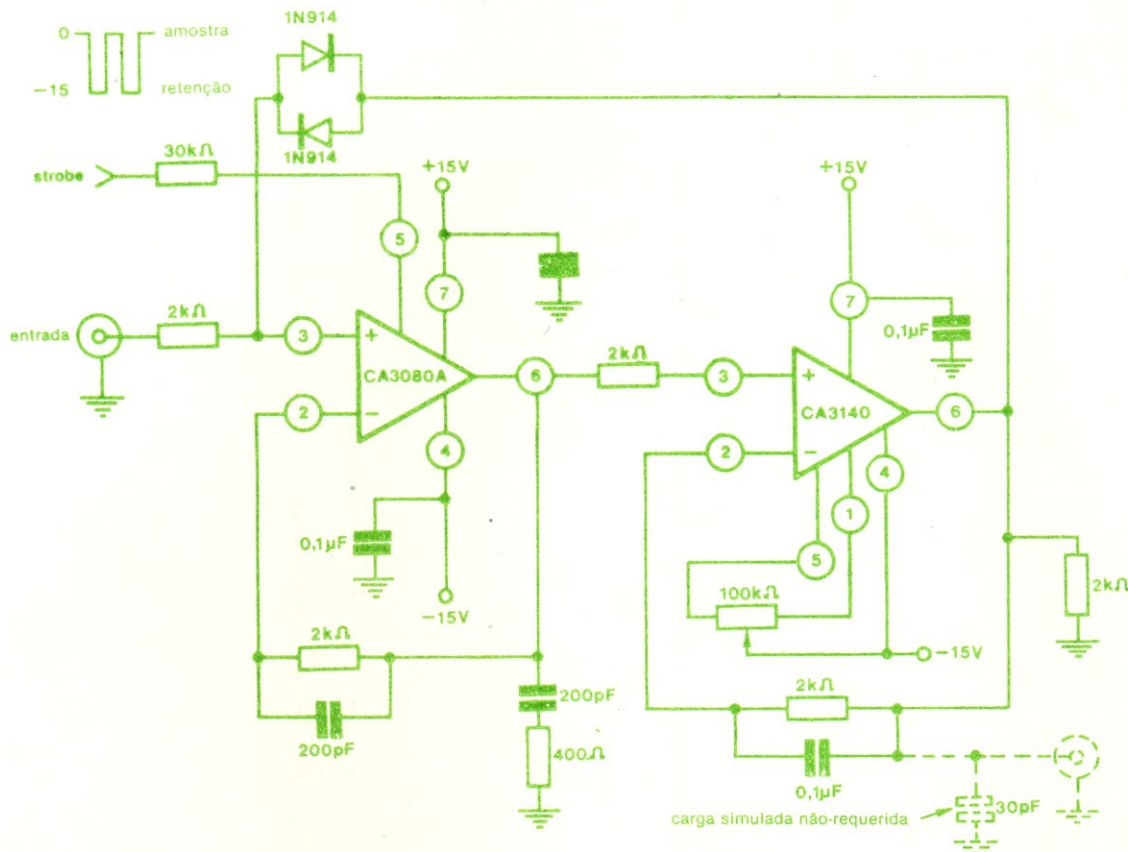 0
amostra
-15
retenção
1N914
1N914
30kΩ
strobe
+15V
+15V
5
7
7
0,1µF
2kΩ
entrada
3
+
CA3080A
6
2kΩ
3
+
CA3140
6
2
–
4
2
–
4
1
5
0,1µF
–15V
100kΩ
–15V
2kΩ
2kΩ
200pF
200pF
400Ω
2kΩ
0,1µF
carga simulada não-requerida
30pF